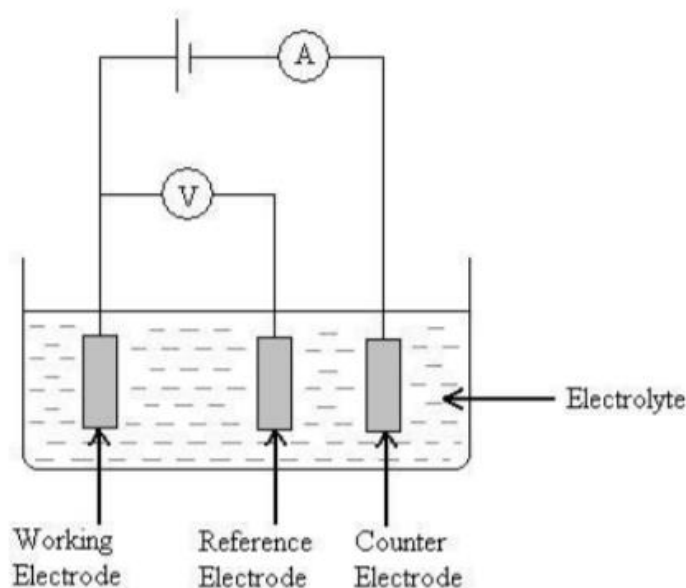 A
V
Electrolyte
Working
Electrode
Reference
Electrode
Counter
Electrode